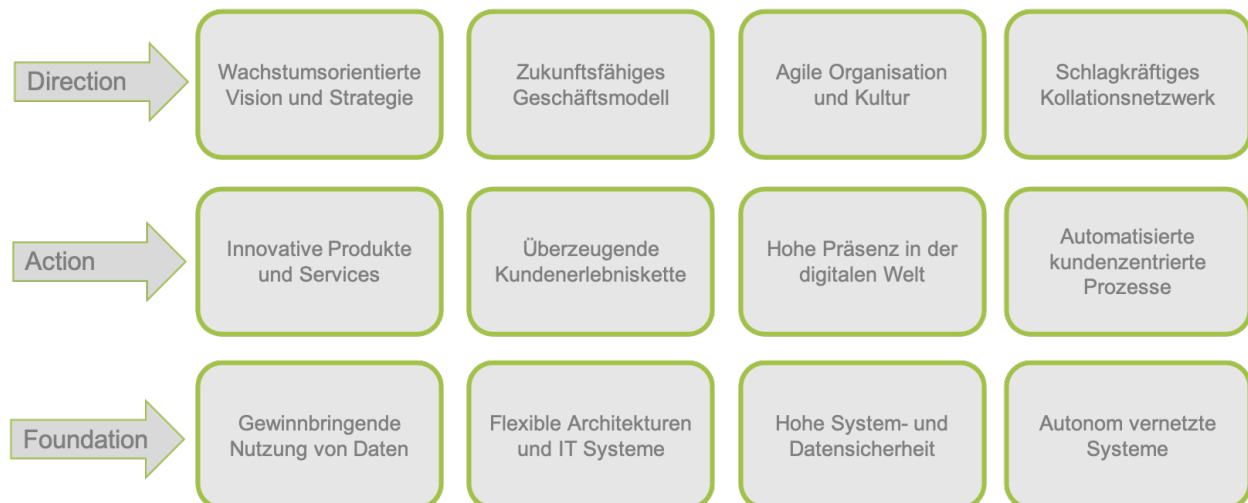 Direction
Wachstumsorientierte
Vision und Strategie
Zukunftsfähiges
Geschäftsmodell
Agile Organisation
und Kultur
Schlagkräftiges
Kollationsnetzwerk
Action
Innovative Produkte
und Services
Überzeugende
Kundenerlebniskette
Hohe Präsenz in der
digitalen Welt
Automatisierte
kundenzentrierte
Prozesse
Foundation
Gewinnbringende
Nutzung von Daten
Flexible Architekturen
und IT Systeme
Hohe System- und
Datensicherheit
Autonom vernetzte
Systeme